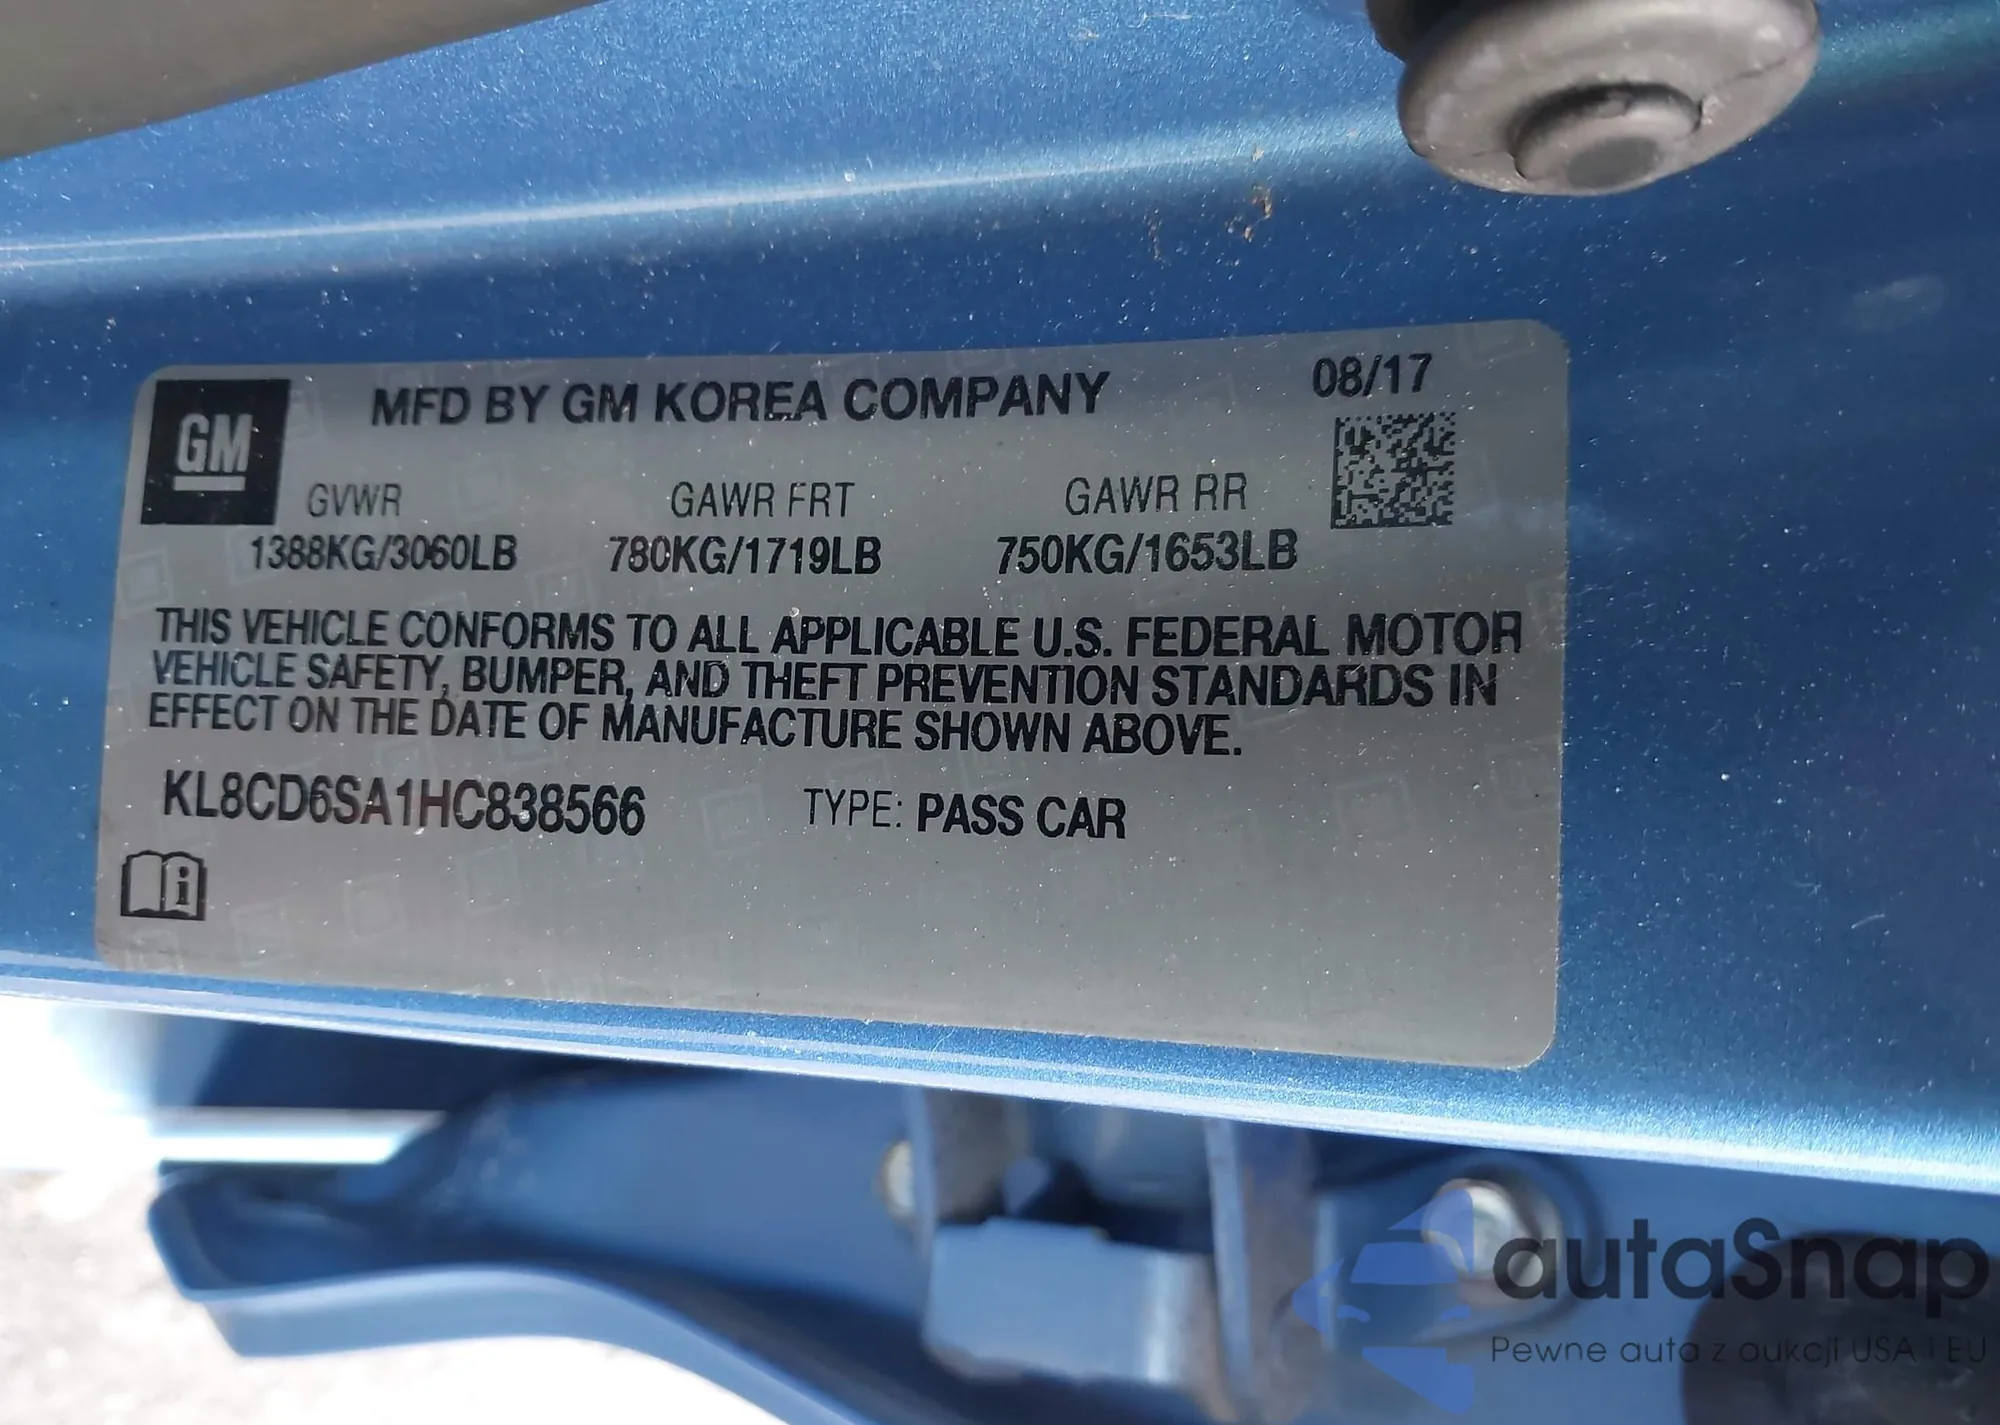 GM
MFD BY GM KOREA COMPANY
08/17
GVWR GAWR FRT GAWR RR
1388KG/3060LB 780KG/1719LB 750KG/1653LB
THIS VEHICLE CONFORMS TO ALL APPLICABLE U.S. FEDERAL MOTOR
VEHICLE SAFETY, BUMPER, AND THEFT PREVENTION STANDARDS IN
EFFECT ON THE DATE OF MANUFACTURE SHOWN ABOVE.
KL8CD6SA1HC838566 TYPE: PASS CAR
i
autaSnap
Pewne auta z aukcji USA i EU